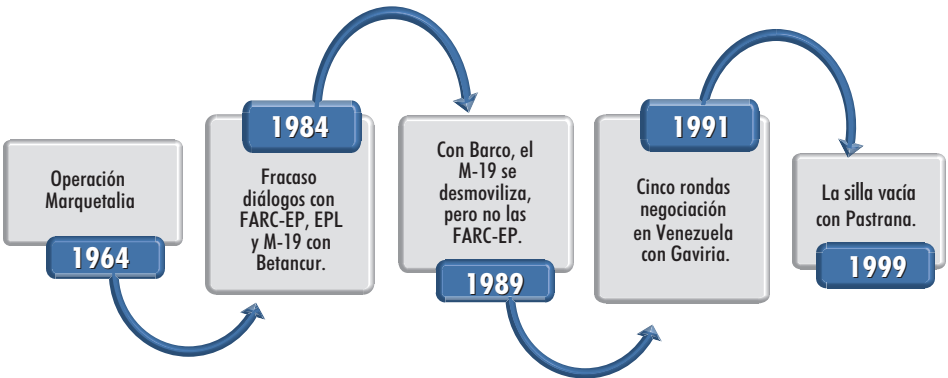 Operación
Marquetalia
1964
1984
Fracaso
diálogos con
FARC-EP, EPL
y M-19 con
Betancur.
Con Barco, el
M-19 se
desmoviliza,
pero no las
FARC-EP.
1989
1991
Cinco rondas
negociación
en Venezuela
con Gaviria.
La silla vacía
con Pastrana.
1999